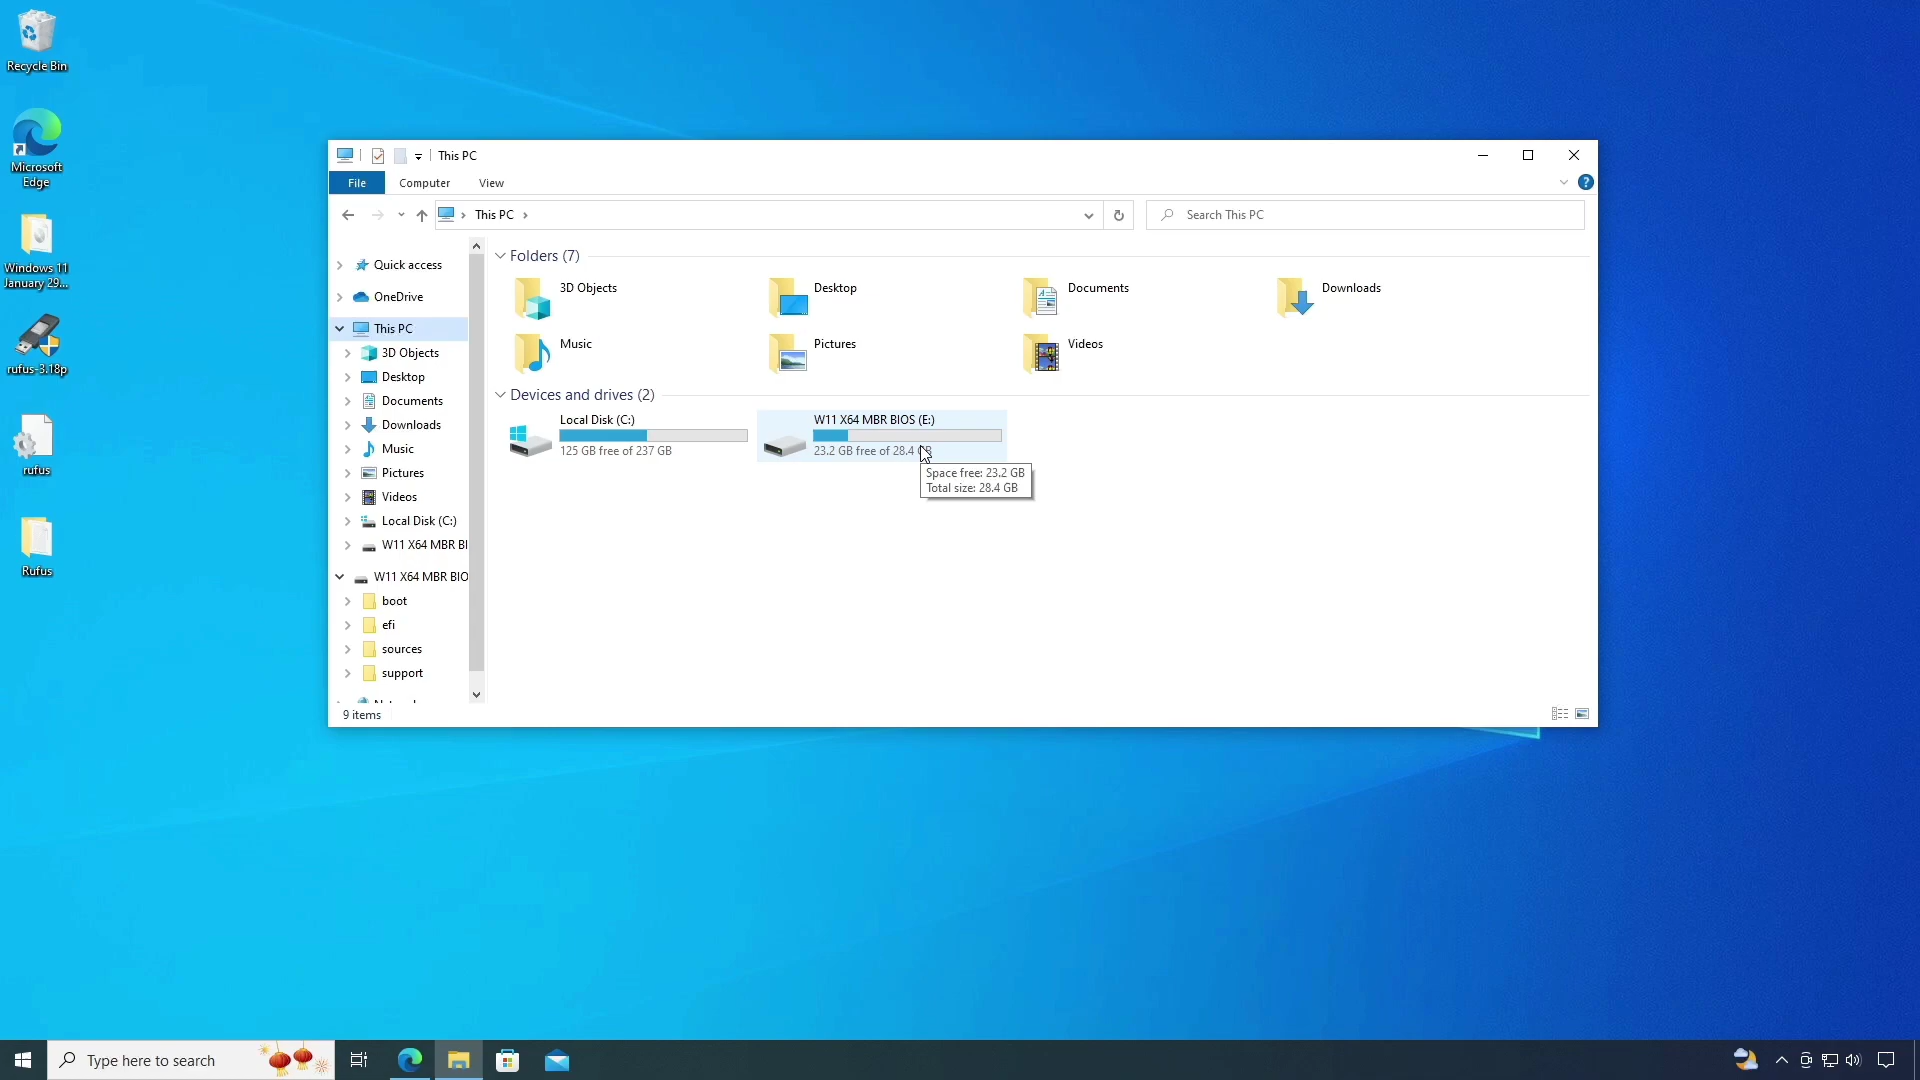 Recycle Bin
Microsoft
Edge
Windows 11
January 29...
rufus-3.18p
rufus
Rufus
This PC
File
Computer
View
This PC
Search This PC
Quick access
OneDrive
This PC
3D Objects
Desktop
Documents
Downloads
Music
Pictures
Videos
Local Disk (C:)
W11 X64 MBR BI
W11 X64 MBR BIO
boot
efi
sources
support
Folders (7)
3D Objects
Desktop
Documents
Downloads
Music
Pictures
Videos
Devices and drives (2)
Local Disk (C:)
125 GB free of 237 GB
W11 X64 MBR BIOS (E:)
23.2 GB free of 28.4 GB
Space free: 23.2 GB
Total size: 28.4 GB
9 items
Type here to search